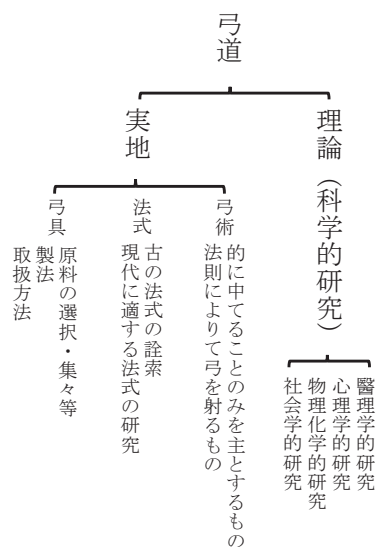 弓道
理論（科学的研究）
醫理学的研究
心理学的研究
物理化学的研究
社会学的研究
実地
弓術
的に中てることのみを主とするもの
法則によりて弓を射るもの
法式
古の法式の詮索
現代に適する法式の研究
弓具
原料の選択・集々等
製法
取扱方法